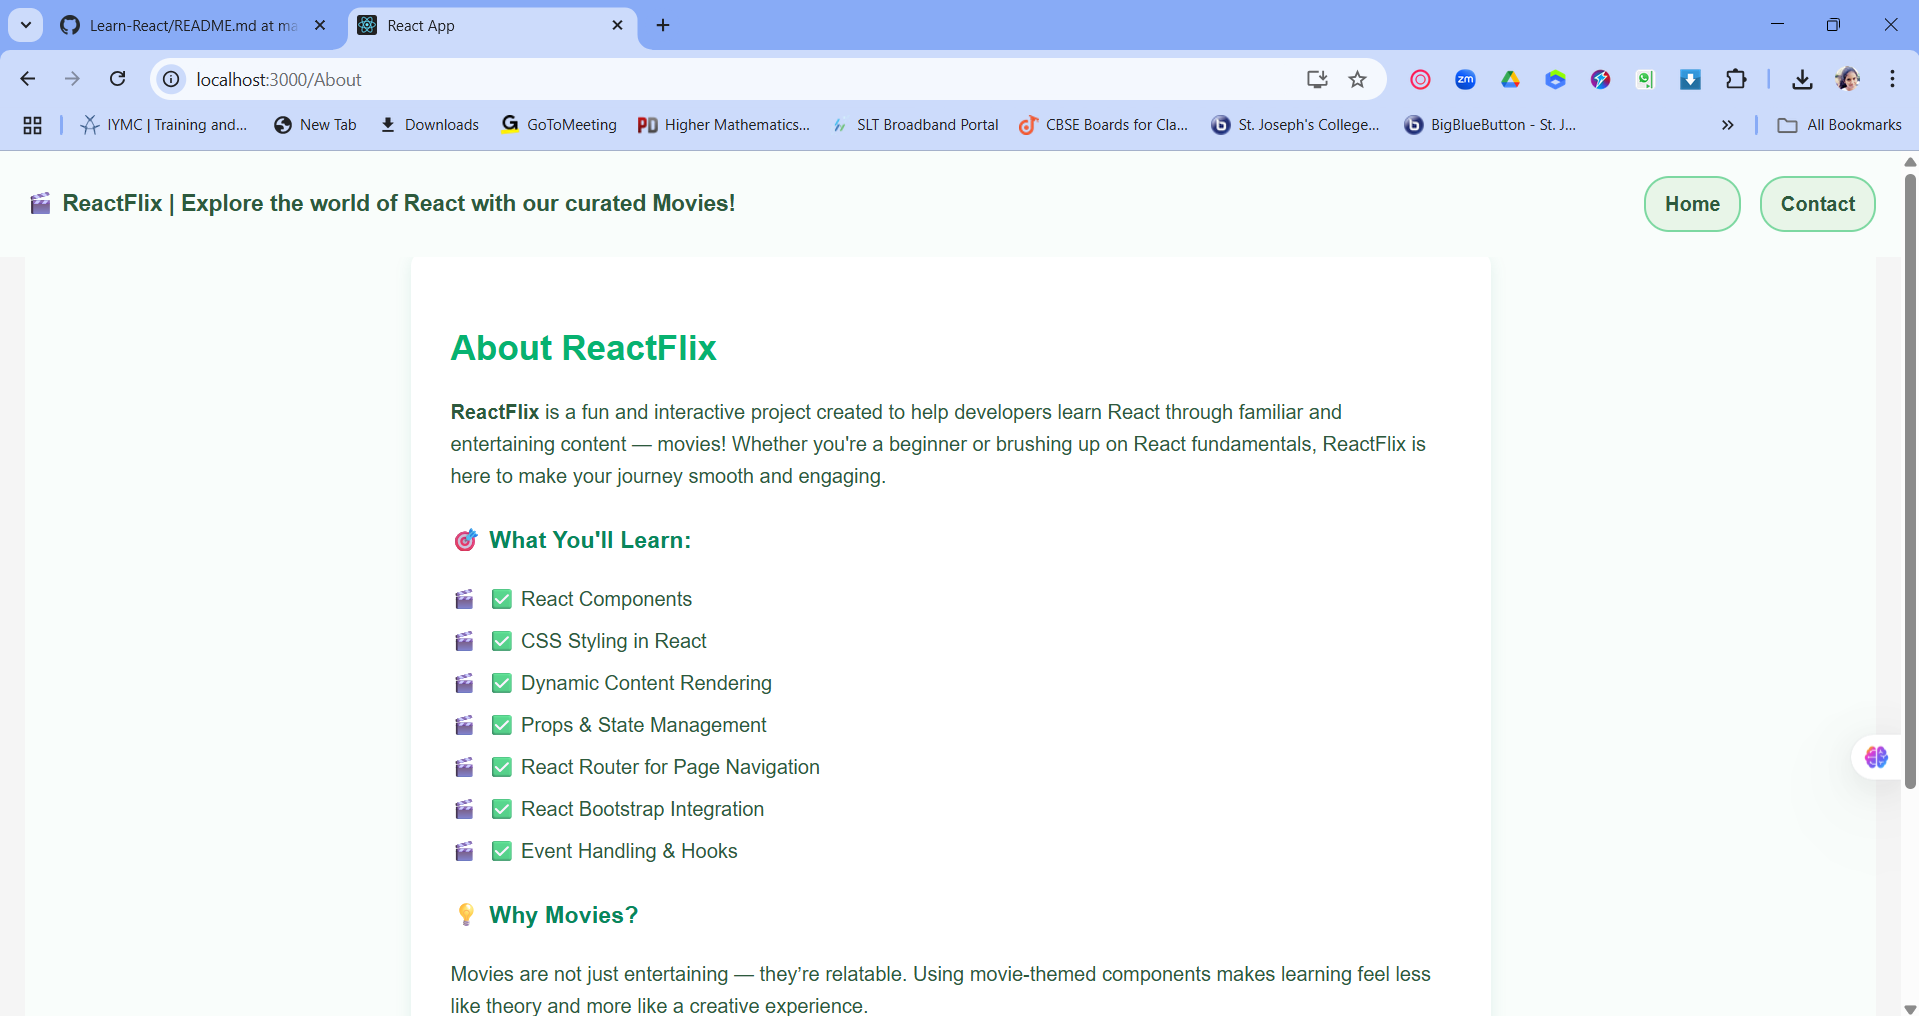 Learn-React/README.md at ma
React App
localhost:3000/About
zm
IYMC | Training and...
New Tab
Downloads
G GoToMeeting
PD Higher Mathematics...
SLT Broadband Portal
CBSE Boards for Cla...
b St. Joseph's College...
b BigBlueButton - St. J...
»
All Bookmarks
🎬 ReactFlix | Explore the world of React with our curated Movies!
Home
Contact
About ReactFlix
ReactFlix is a fun and interactive project created to help developers learn React through familiar and
entertaining content — movies! Whether you're a beginner or brushing up on React fundamentals, ReactFlix is
here to make your journey smooth and engaging.
🎯 What You'll Learn:
🎬 ✅ React Components
🎬 ✅ CSS Styling in React
🎬 ✅ Dynamic Content Rendering
🎬 ✅ Props & State Management
🎬 ✅ React Router for Page Navigation
🎬 ✅ React Bootstrap Integration
🎬 ✅ Event Handling & Hooks
💡 Why Movies?
Movies are not just entertaining — they’re relatable. Using movie-themed components makes learning feel less
like theory and more like a creative experience.